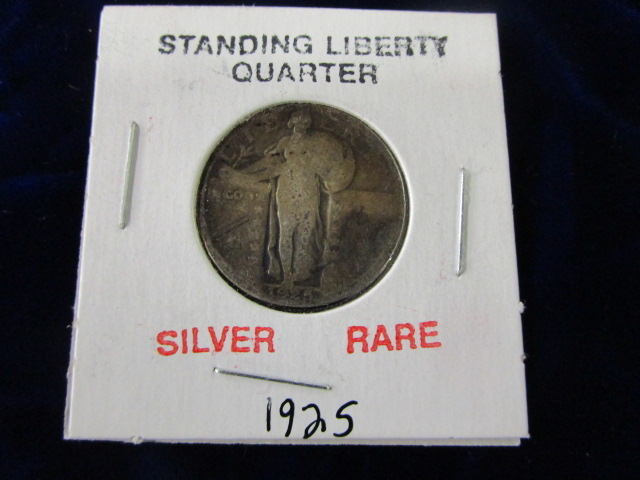 STANDING LIBERTY
QUARTER
SILVER RARE
1925